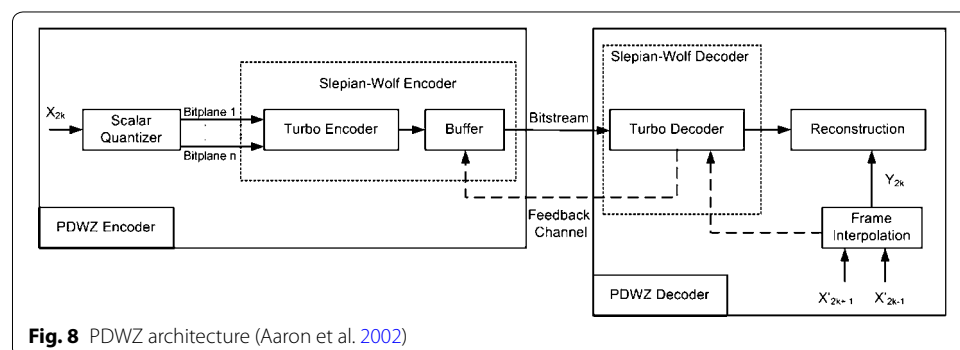 Slepian-Wolf Encoder
X2k
Scalar
Quantizer
Bitplane 1
Bitplane n
Turbo Encoder
Buffer
PDWZ Encoder
Bitstream
Feedback
Channel
Slepian-Wolf Decoder
Turbo Decoder
Reconstruction
Y2k
Frame
Interpolation
X'2k+1
X'2k-1
PDWZ Decoder
Fig. 8 PDWZ architecture (Aaron et al. 2002)